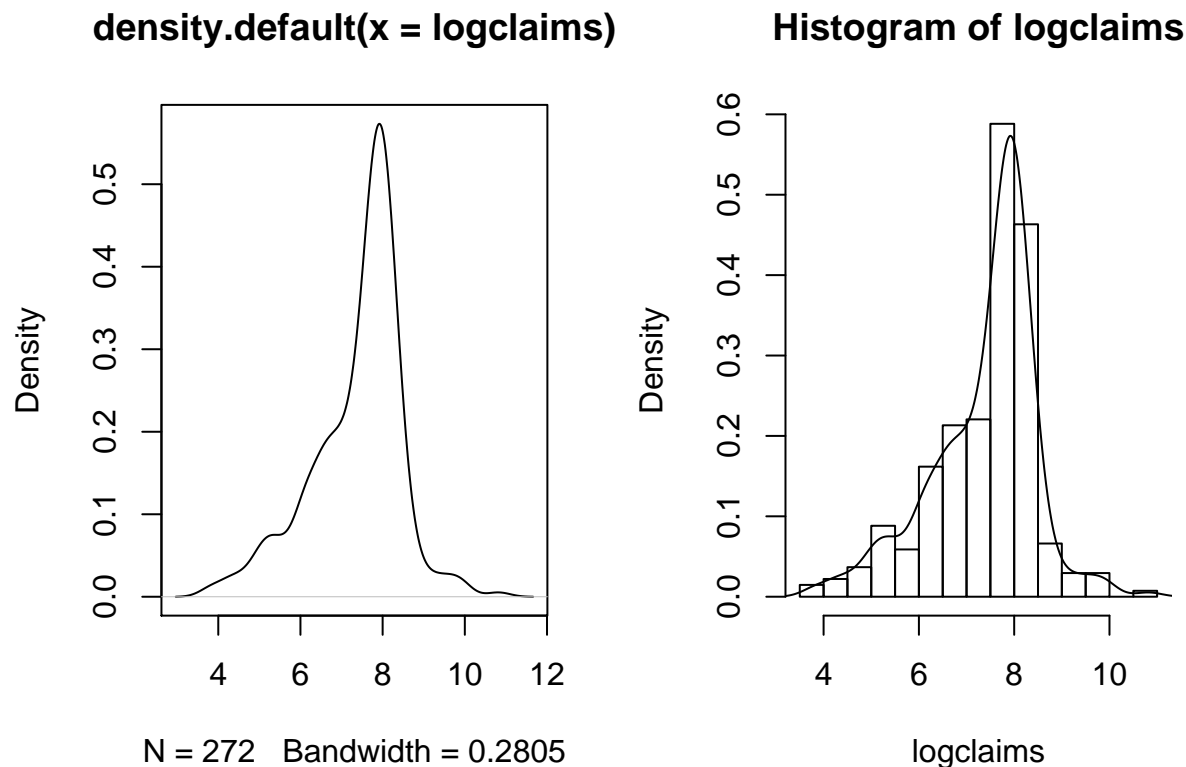 density.default(x = logclaims)
Density
0.5
0.4
0.3
0.2
0.1
0.0
4 6 8 10 12
N = 272 Bandwidth = 0.2805
Histogram of logclaims
Density
0.6
0.5
0.4
0.3
0.2
0.1
0.0
4 6 8 10
logclaims